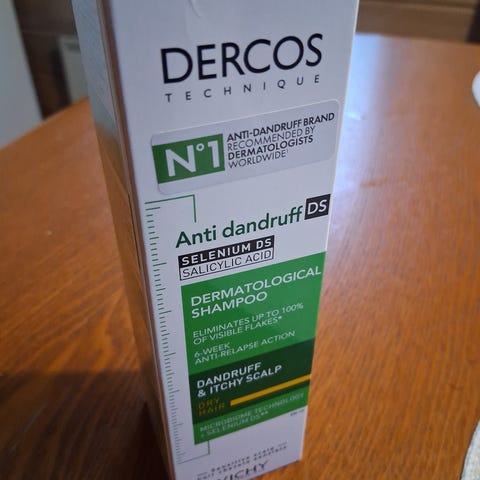 DERCOS
TECHNIQUE
N°1
ANTI-DANDRUFF BRAND
RECOMMENDED BY
DERMATOLOGISTS
WORLDWIDE¹
Anti dandruff DS
SELENIUM DS
SALICYLIC ACID
DERMATOLOGICAL
SHAMPOO
ELIMINATES UP TO 100%
OF VISIBLE FLAKES*
6-WEEK
ANTI-RELAPSE ACTION
DANDRUFF
& ITCHY SCALP
DRY
HAIR
MICROBIOME TECHNOLOGY
+ SELENIUM DS**
VICHY